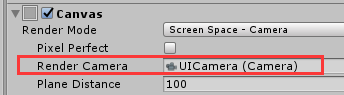 Canvas
Render Mode Screen Space - Camera
Pixel Perfect
Render Camera UICamera (Camera)
Plane Distance 100